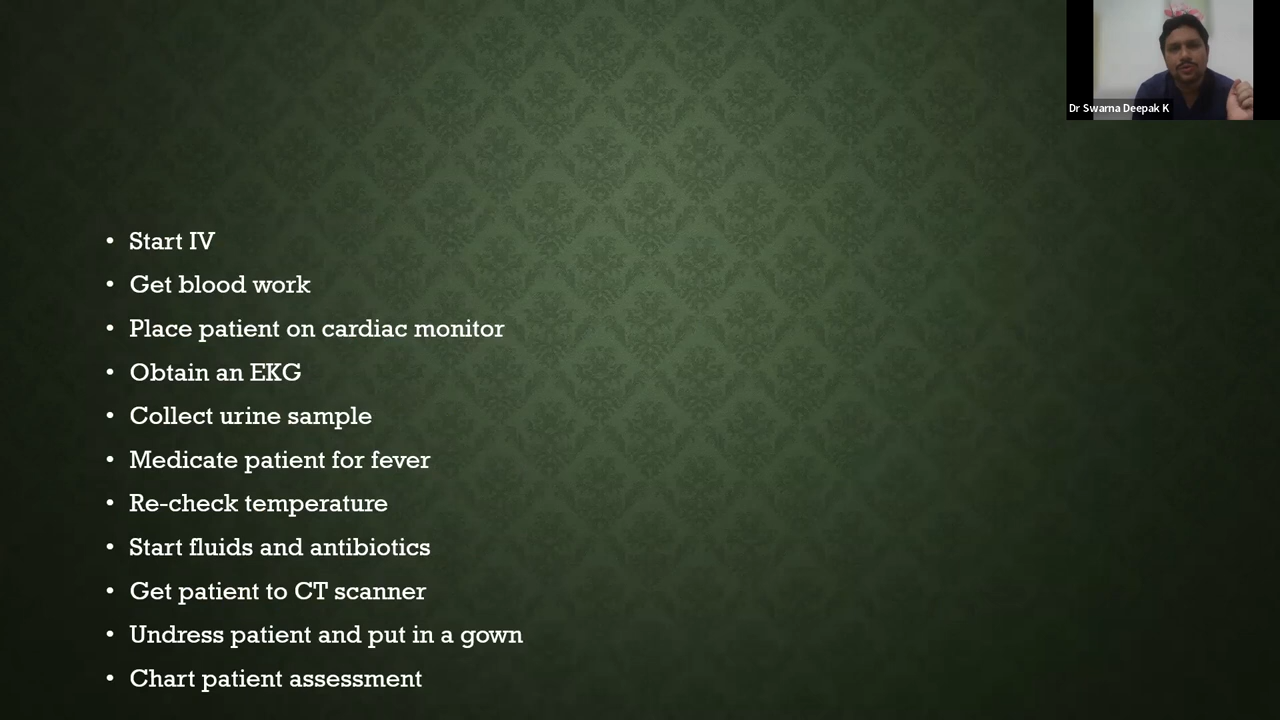 Dr Swarna Deepak K
• Start IV
• Get blood work
• Place patient on cardiac monitor
• Obtain an EKG
• Collect urine sample
• Medicate patient for fever
• Re-check temperature
• Start fluids and antibiotics
• Get patient to CT scanner
• Undress patient and put in a gown
• Chart patient assessment